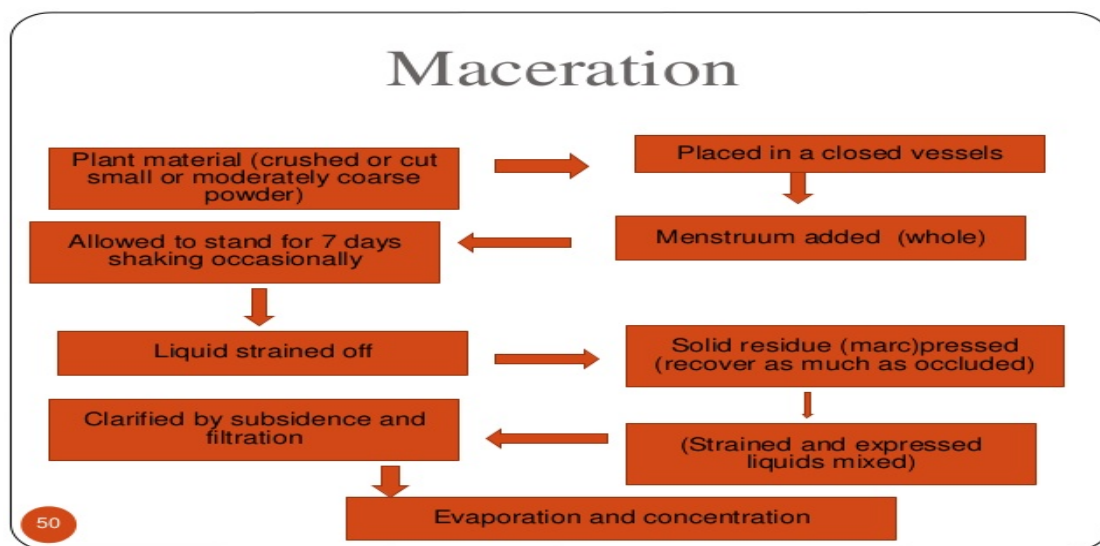 Maceration
Plant material (crushed or cut
small or moderately coarse
powder)
Placed in a closed vessels
Menstruum added (whole)
Allowed to stand for 7 days
shaking occasionally
Liquid strained off
Solid residue (marc)pressed
(recover as much as occluded)
(Strained and expressed
liquids mixed)
Clarified by subsidence and
filtration
Evaporation and concentration
50